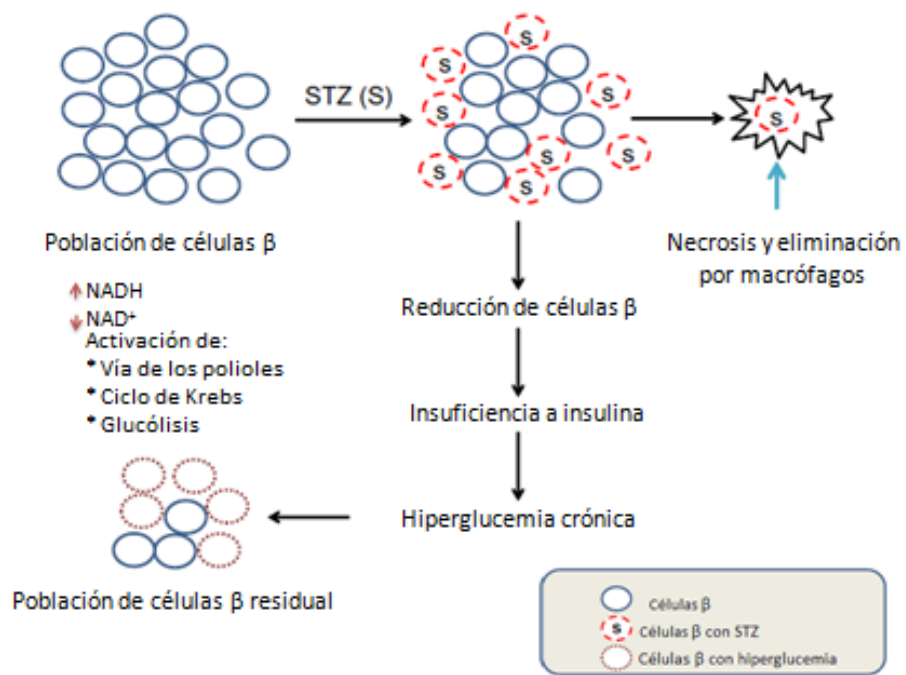 STZ (S)
S
S
S
S
S
S
S
S
S
Población de células β
Necrosis y eliminación
por macrófagos
NADH
NAD⁺
Activación de:
* Vía de los polioles
* Ciclo de Krebs
* Glucólisis
Reducción de células β
Insuficiencia a insulina
Hiperglucemia crónica
Población de células β residual
Células β
S Células β con STZ
Células β con hiperglucemia